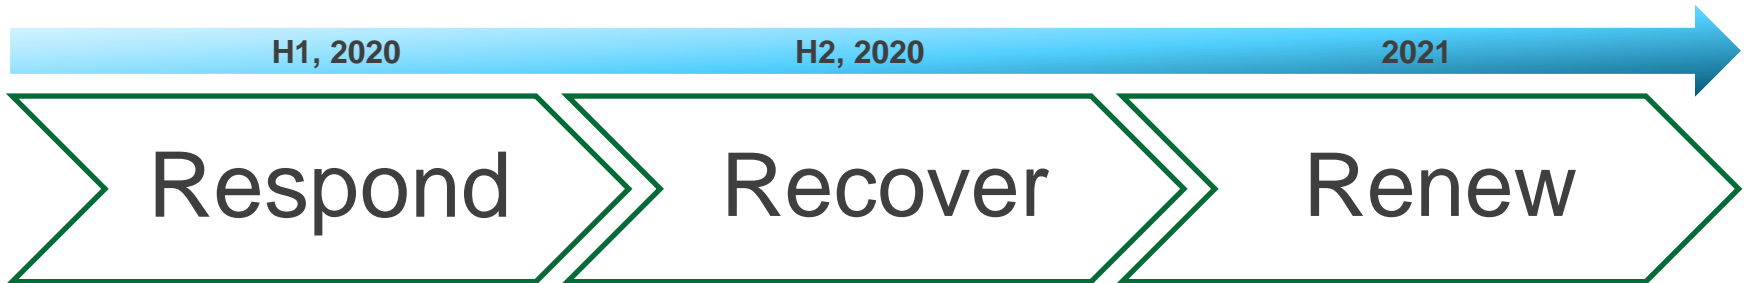 H1, 2020 H2, 2020 2021
Respond Recover Renew